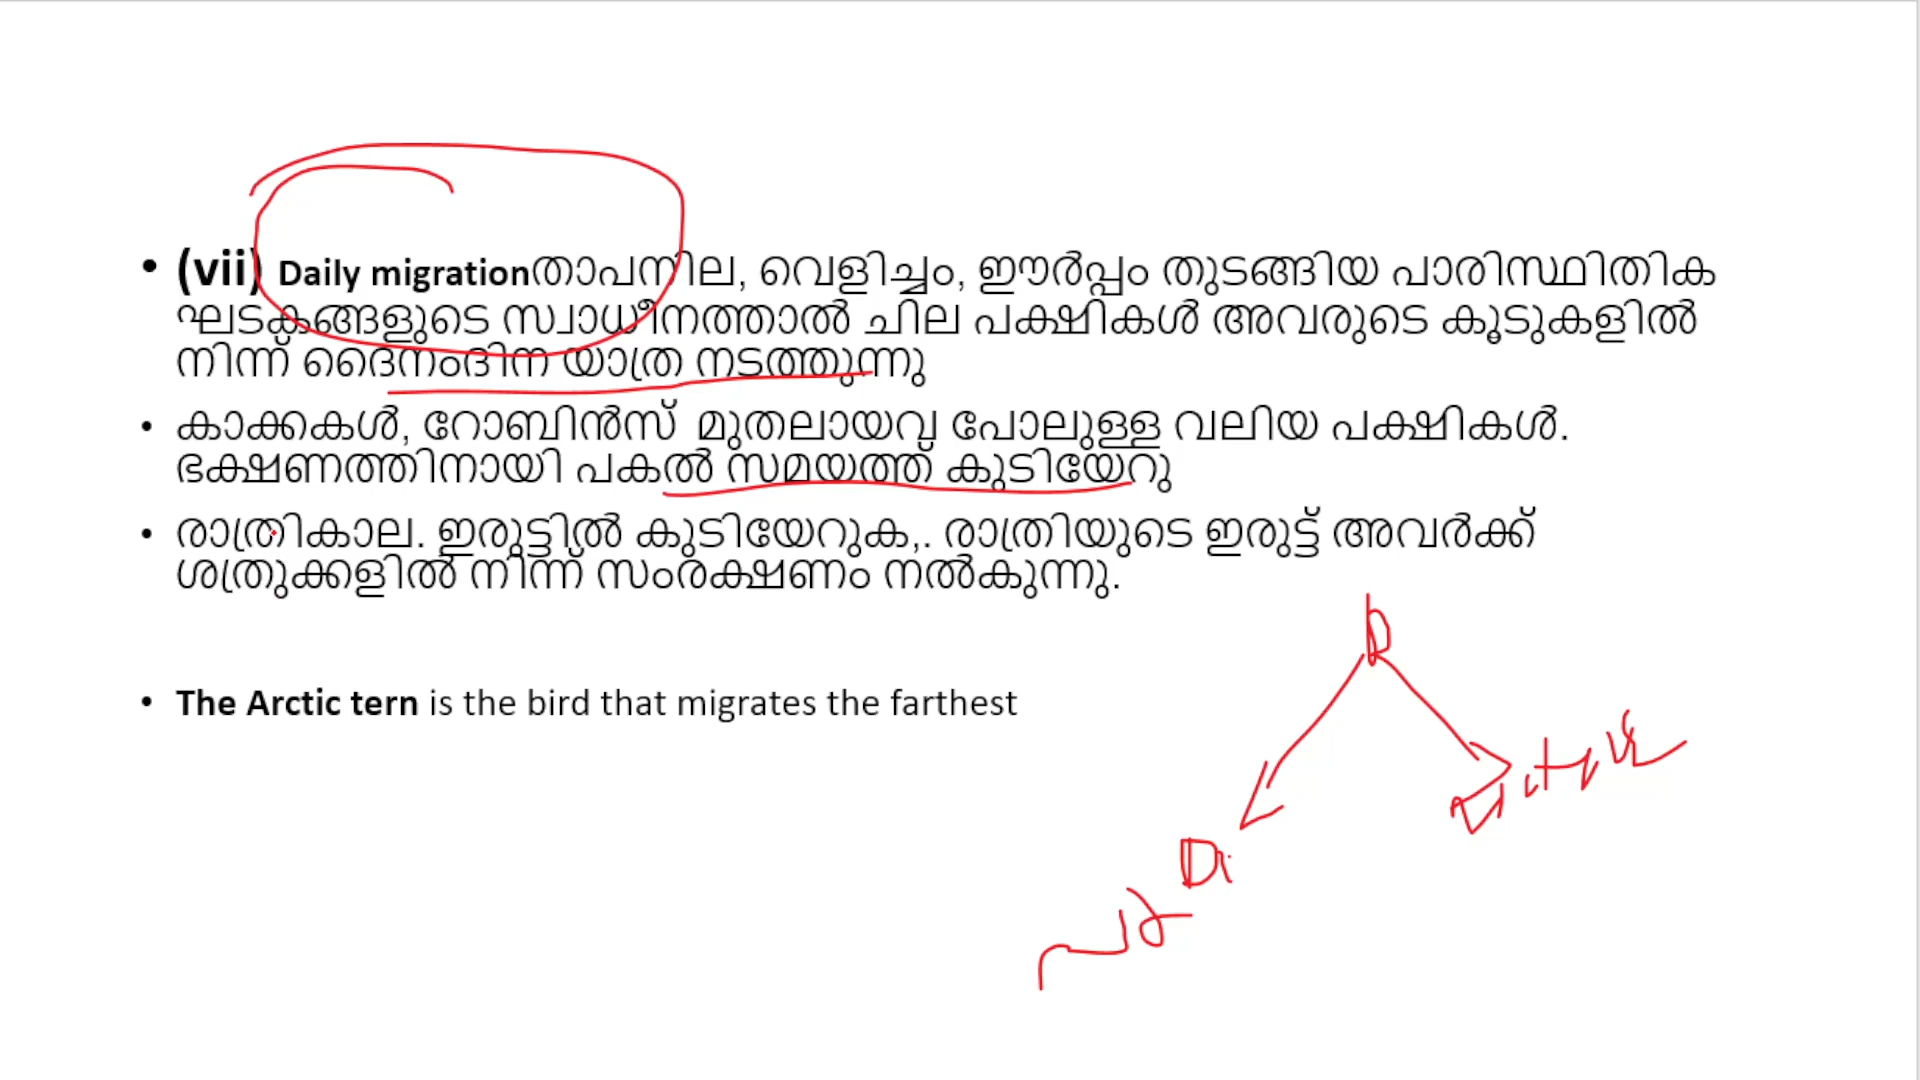 • (vii) Daily migrationതാപനില, വെളിച്ചം, ഈർപ്പം തുടങ്ങിയ പാരിസ്ഥിതിക
ഘടകങ്ങളുടെ സ്വാധീനത്താൽ ചില പക്ഷികൾ അവരുടെ കൂടുകളിൽ
നിന്ന് ദൈനംദിന യാത്ര നടത്തുന്നു
• കാക്കകൾ, റോബിൻസ് മുതലായവ പോലുള്ള വലിയ പക്ഷികൾ.
ഭക്ഷണത്തിനായി പകൽ സമയത്ത് കുടിയേറു
• രാത്രികാല. ഇരുട്ടിൽ കുടിയേറുക,. രാത്രിയുടെ ഇരുട്ട് അവർക്ക്
ശത്രുക്കളിൽ നിന്ന് സംരക്ഷണം നൽകുന്നു.
• The Arctic tern is the bird that migrates the farthest
D
Di